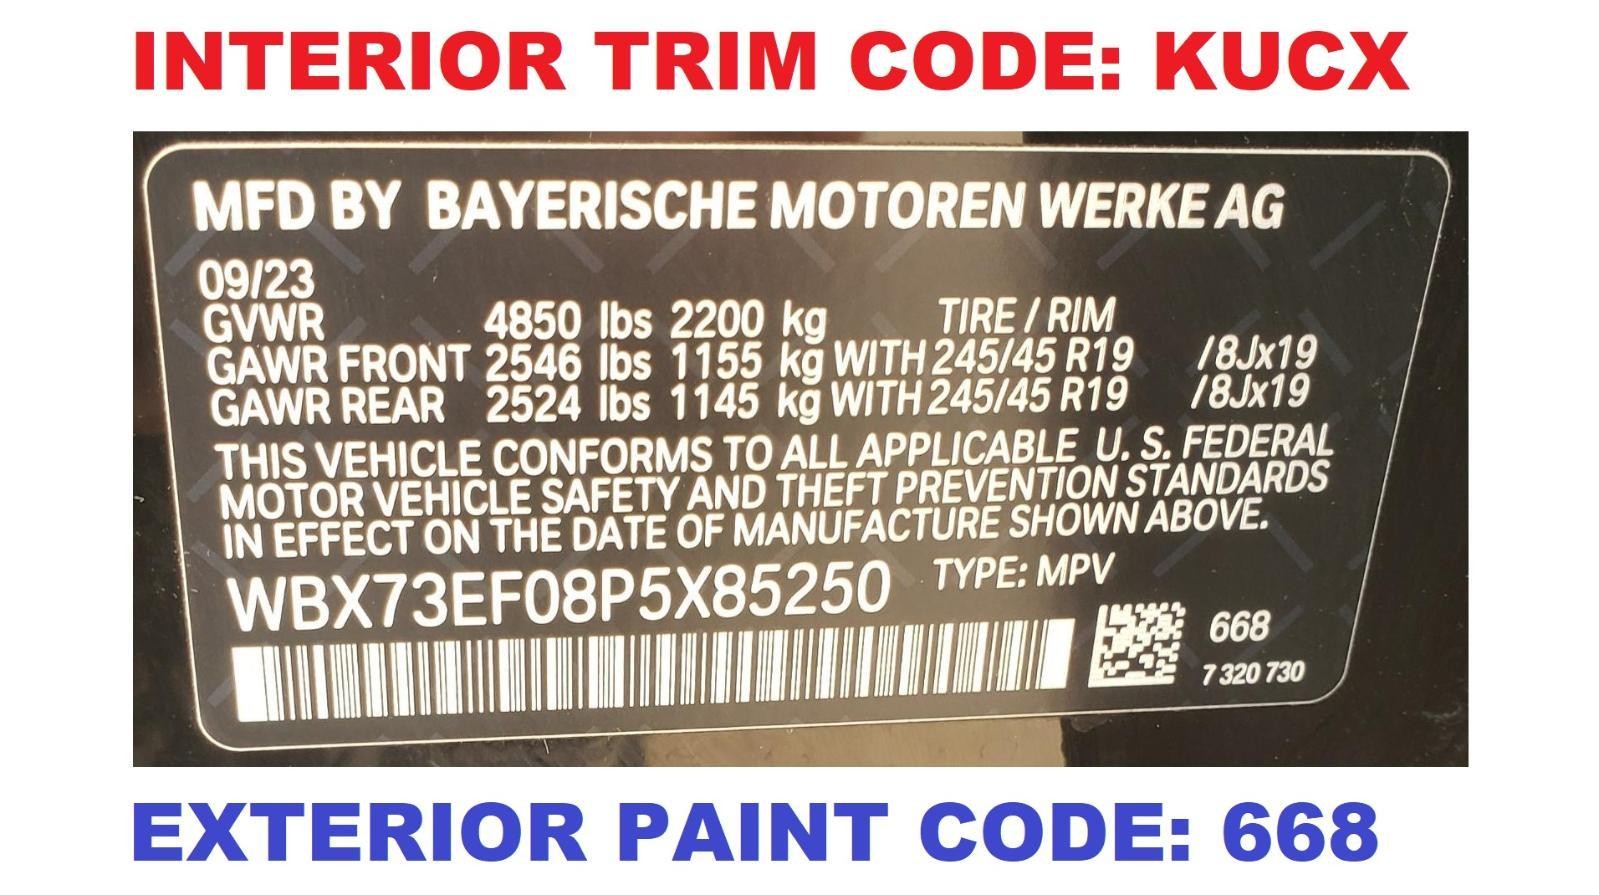 INTERIOR TRIM CODE: KUCX
MFD BY BAYERISCHE MOTOREN WERKE AG
09/23
GVWR 4850 lbs 2200 kg TIRE / RIM
GAWR FRONT 2546 lbs 1155 kg WITH 245/45 R19 /8Jx19
GAWR REAR 2524 lbs 1145 kg WITH 245/45 R19 /8Jx19
THIS VEHICLE CONFORMS TO ALL APPLICABLE U. S. FEDERAL
MOTOR VEHICLE SAFETY AND THEFT PREVENTION STANDARDS
IN EFFECT ON THE DATE OF MANUFACTURE SHOWN ABOVE.
WBX73EF08P5X85250 TYPE: MPV
668
7 320 730
EXTERIOR PAINT CODE: 668